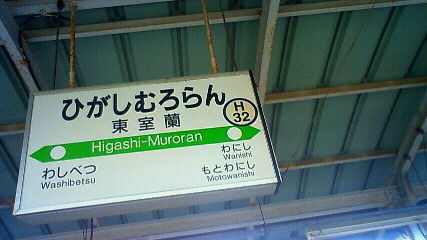 ひがしむろらん
東室蘭
H
32
Higashi-Muroran
わしべつ
Washibetsu
わにし
Wanishi
もとわにし
Motowanishi